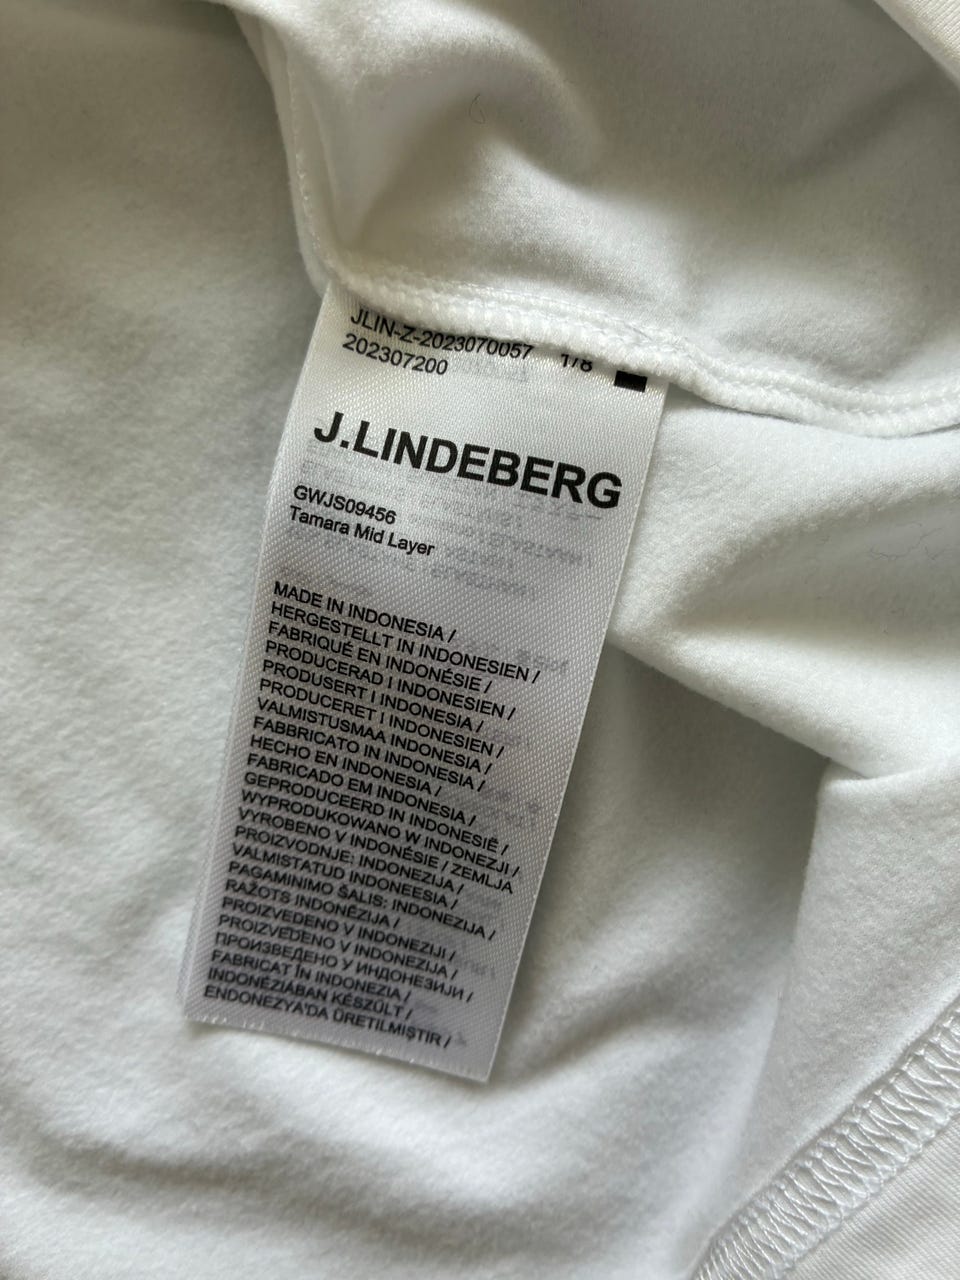 JLIN-Z-2023070057 1/8
202307200
J.LINDEBERG
GWJS09456
Tamara Mid Layer
MADE IN INDONESIA /
HERGESTELLT IN INDONESIEN /
FABRIQUÉ EN INDONÉSIE /
PRODUCERAD I INDONESIEN /
PRODUSERT I INDONESIA /
PRODUCERET I INDONESIEN /
VALMISTUSMAA INDONESIA /
FABBRICATO IN INDONESIA /
HECHO EN INDONESIA /
FABRICADO EM INDONESIA /
GEPRODUCEERD IN INDONESIË /
WYPRODUKOWANO W INDONEZJI /
VYROBENO V INDONÉSIE / ZEMLJA
PROIZVODNJE: INDONEZIJA /
VALMISTATUD INDONEESIA /
PAGAMINIMO ŠALIS: INDONEZIJA /
RAŽOTS INDONĒZIJA /
PROIZVEDENO V INDONEZIJI /
PROIZVEDENO V INDONEZIJA /
ПРОИЗВЕДЕНО У ИНДОНЕЗИЈИ /
FABRICAT ÎN INDONEZIA /
INDONÉZIÁBAN KÉSZÜLT /
ENDONEZYA'DA ÜRETILMIŞTIR /